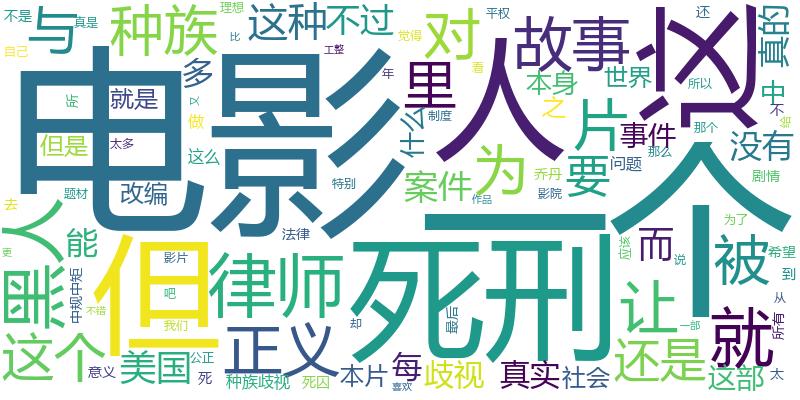 不是
真是
理想
比
与
种族
这种
不过
对
故事
还
平权
真的
自己
工整
觉得
多
就是
又
年
人
里
本身
世界
中
所以
不
没有
电影
但是
太多
做
这么
制度
什么
片
事件
那个
之
春
这
一个
题材
改编
特别
案件
为
乔丹
影院
要
问题
那么
剧情
去
作品
黑人
能
但
律师
死刑
而
应该
为了
说
被
希望
到
法律
影片
中规中矩
吧
更
让
就
从
所有
不错
我们
却
最后
一部
这个
意义
美国
公正
死
正义
种族歧视
死囚
本片
每
喜欢
歧视
真实
社会
还是
这部
太